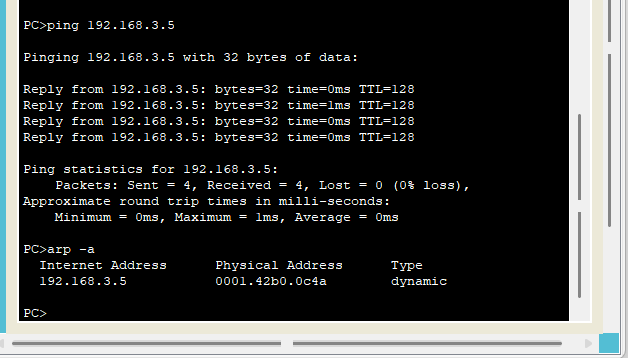 PC>ping 192.168.3.5
Pinging 192.168.3.5 with 32 bytes of data:
Reply from 192.168.3.5: bytes=32 time=0ms TTL=128
Reply from 192.168.3.5: bytes=32 time=1ms TTL=128
Reply from 192.168.3.5: bytes=32 time=0ms TTL=128
Reply from 192.168.3.5: bytes=32 time=0ms TTL=128
Ping statistics for 192.168.3.5:
Packets: Sent = 4, Received = 4, Lost = 0 (0% loss),
Approximate round trip times in milli-seconds:
Minimum = 0ms, Maximum = 1ms, Average = 0ms
PC>arp -a
Internet Address Physical Address Type
192.168.3.5 0001.42b0.0c4a dynamic
PC>